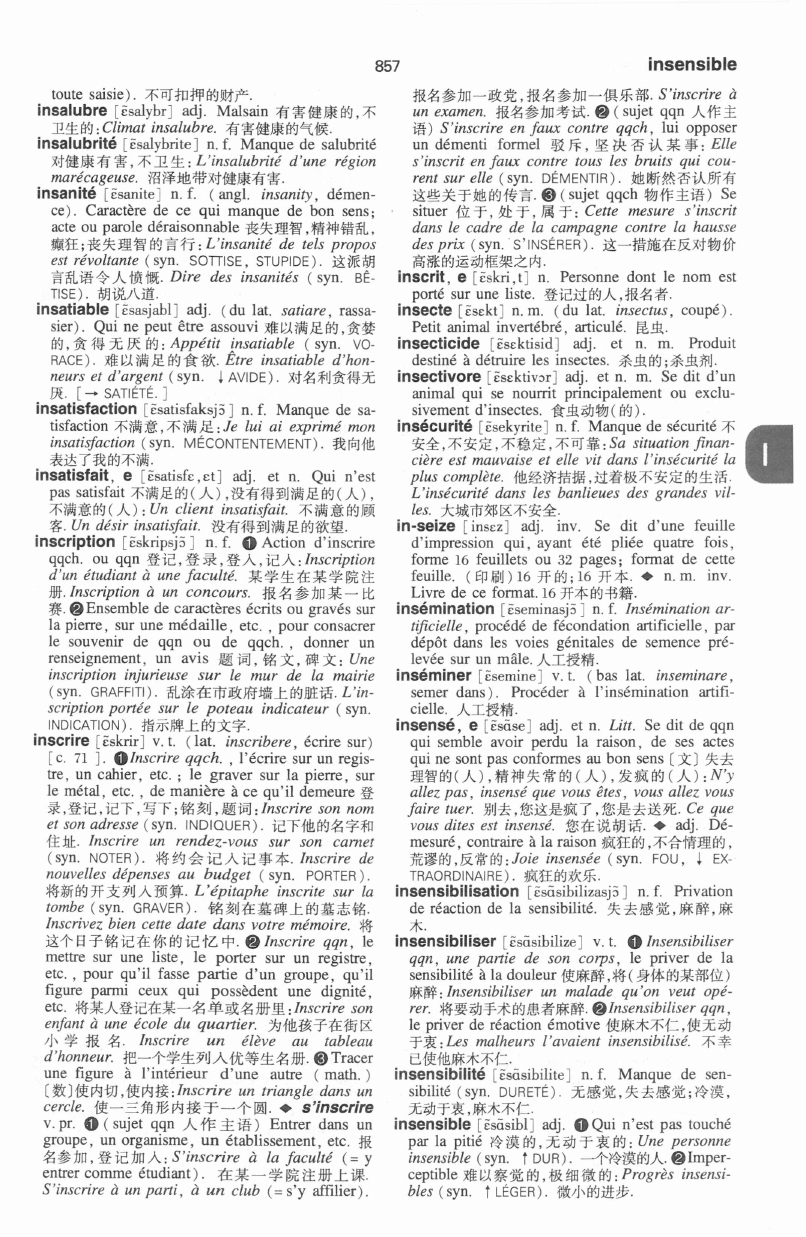 857
insensible
toute saisie). 不可扣押的财产.
insalubre [ɛ̃salybr] adj. Malsain 有害健康的,不
卫生的:Climat insalubre. 有害健康的气候.
insalubrité [ɛ̃salybrite] n. f. Manque de salubrité
对健康有害,不卫生: L'insalubrité d'une région
marécageuse. 沼泽地带对健康有害.
insanité [ɛ̃sanite] n. f. (angl. insanity, démen-
ce). Caractère de ce qui manque de bon sens;
acte ou parole déraisonnable 丧失理智,精神错乱,
癫狂;丧失理智的言行: L'insanité de tels propos
est révoltante (syn. SOTTISE, STUPIDE). 这派胡
言乱语令人愤慨. Dire des insanités (syn. BÊ-
TISE). 胡说八道.
insatiable [ɛ̃sasjabl] adj. (du lat. satiare, rassa-
sier). Qui ne peut être assouvi 难以满足的,贪婪
的,贪得无厌的: Appétit insatiable (syn. VO-
RACE). 难以满足的食欲. Être insatiable d'hon-
neurs et d'argent (syn. ↓ AVIDE). 对名利贪得无
厌. [→ SATIÉTÉ.]
insatisfaction [ɛ̃satisfaksjɔ̃] n. f. Manque de sa-
tisfaction 不满意,不满足: Je lui ai exprimé mon
insatisfaction (syn. MÉCONTENTEMENT). 我向他
表达了我的不满.
insatisfait, e [ɛ̃satisfɛ,ɛt] adj. et n. Qui n'est
pas satisfait 不满足的(人),没有得到满足的(人),
不满意的(人): Un client insatisfait. 不满意的顾
客. Un désir insatisfait. 没有得到满足的欲望.
inscription [ɛ̃skripsjɔ̃] n. f. ❶ Action d'inscrire
qqch. ou qqn 登记,登录,登入,记入: Inscription
d'un étudiant à une faculté. 某学生在某学院注
册. Inscription à un concours. 报名参加某一比
赛. ❷ Ensemble de caractères écrits ou gravés sur
la pierre, sur une médaille, etc., pour consacrer
le souvenir de qqn ou de qqch., donner un
renseignement, un avis 题词,铭文,碑文: Une
inscription injurieuse sur le mur de la mairie
(syn. GRAFFITI). 乱涂在市政府墙上的脏话. L'in-
scription portée sur le poteau indicateur (syn.
INDICATION). 指示牌上的文字.
inscrire [ɛ̃skrir] v. t. (lat. inscribere, écrire sur)
[c. 71 ]. ❶Inscrire qqch., l'écrire sur un regis-
tre, un cahier, etc. ; le graver sur la pierre, sur
le métal, etc., de manière à ce qu'il demeure 登
录,登记,记下,写下;铭刻,题词: Inscrire son nom
et son adresse (syn. INDIQUER). 记下他的名字和
住址. Inscrire un rendez-vous sur son carnet
(syn. NOTER). 将约会记入记事本. Inscrire de
nouvelles dépenses au budget (syn. PORTER).
将新的开支列入预算. L'épitaphe inscrite sur la
tombe (syn. GRAVER). 铭刻在墓碑上的墓志铭.
Inscrivez bien cette date dans votre mémoire. 将
这个日子铭记在你的记忆中. ❷ Inscrire qqn, le
mettre sur une liste, le porter sur un registre,
etc., pour qu'il fasse partie d'un groupe, qu'il
figure parmi ceux qui possèdent une dignité,
etc. 将某人登记在某一名单或名册里: Inscrire son
enfant à une école du quartier. 为他孩子在街区
小学报名. Inscrire un élève au tableau
d'honneur. 把一个学生列入优等生名册. ❸ Tracer
une figure à l'intérieur d'une autre (math.)
〔数〕使内切,使内接: Inscrire un triangle dans un
cercle. 使一三角形内接于一个圆. ◆ s'inscrire
v. pr. ❶ (sujet qqn 人作主语) Entrer dans un
groupe, un organisme, un établissement, etc. 报
名参加,登记加入: S'inscrire à la faculté (= y
entrer comme étudiant). 在某一学院注册上课.
S'inscrire à un parti, à un club (= s'y affilier).
报名参加一政党,报名参加一俱乐部. S'inscrire à
un examen. 报名参加考试. ❷ (sujet qqn 人作主
语) S'inscrire en faux contre qqch, lui opposer
un démenti formel 驳斥,坚决否认某事: Elle
s'inscrit en faux contre tous les bruits qui cou-
rent sur elle (syn. DÉMENTIR). 她断然否认所有
这些关于她的传言. ❸ (sujet qqch 物作主语) Se
situer 位于,处于,属于: Cette mesure s'inscrit
dans le cadre de la campagne contre la hausse
des prix (syn. S'INSÉRER). 这一措施在反对物价
高涨的运动框架之内.
inscrit, e [ɛ̃skri,t] n. Personne dont le nom est
porté sur une liste. 登记过的人,报名者.
insecte [ɛ̃sɛkt] n. m. (du lat. insectus, coupé).
Petit animal invertébré, articulé. 昆虫.
insecticide [ɛ̃sɛktisid] adj. et n. m. Produit
destiné à détruire les insectes. 杀虫的;杀虫剂.
insectivore [ɛ̃sɛktivɔr] adj. et n. m. Se dit d'un
animal qui se nourrit principalement ou exclu-
sivement d'insectes. 食虫动物(的).
insécurité [ɛ̃sekyrite] n. f. Manque de sécurité 不
安全,不安定,不稳定,不可靠: Sa situation finan-
cière est mauvaise et elle vit dans l'insécurité la
plus complète. 他经济拮据,过着极不安定的生活.
L'insécurité dans les banlieues des grandes vil-
les. 大城市郊区不安全.
in-seize [insɛz] adj. inv. Se dit d'une feuille
d'impression qui, ayant été pliée quatre fois,
forme 16 feuillets ou 32 pages; format de cette
feuille. (印刷)16 开的;16 开本. ◆ n. m. inv.
Livre de ce format. 16 开本的书籍.
insémination [ɛ̃seminasjɔ̃] n. f. Insémination ar-
tificielle, procédé de fécondation artificielle, par
dépôt dans les voies génitales de semence pré-
levée sur un mâle. 人工授精.
inséminer [ɛ̃semine] v. t. (bas lat. inseminare,
semer dans). Procéder à l'insémination artifi-
cielle. 人工授精.
insensé, e [ɛ̃sɑ̃se] adj. et n. Litt. Se dit de qqn
qui semble avoir perdu la raison, de ses actes
qui ne sont pas conformes au bon sens [文] 失去
理智的(人),精神失常的(人),发疯的(人): N'y
allez pas, insensé que vous êtes, vous allez vous
faire tuer. 别去,您这是疯了,您是去送死. Ce que
vous dites est insensé. 您在说胡话. ◆ adj. Dé-
mesuré, contraire à la raison 疯狂的,不合情理的,
荒谬的,反常的: Joie insensée (syn. FOU, ↓ EX-
TRAORDINAIRE). 疯狂的欢乐.
insensibilisation [ɛ̃sɑ̃sibilizasjɔ̃] n. f. Privation
de réaction de la sensibilité. 失去感觉,麻醉,麻
木.
insensibiliser [ɛ̃sɑ̃sibilize] v. t. ❶ Insensibiliser
qqn, une partie de son corps, le priver de la
sensibilité à la douleur 使麻醉,将(身体的某部位)
麻醉: Insensibiliser un malade qu'on veut opé-
rer. 将要动手术的患者麻醉. ❷Insensibiliser qqn,
le priver de réaction émotive 使麻木不仁,使无动
于衷: Les malheurs l'avaient insensibilisé. 不幸
已使他麻木不仁.
insensibilité [ɛ̃sɑ̃sibilite] n. f. Manque de sen-
sibilité (syn. DURETÉ). 无感觉,失去感觉;冷漠,
无动于衷,麻木不仁.
insensible [ɛ̃sɑ̃sibl] adj. ❶ Qui n'est pas touché
par la pitié 冷漠的,无动于衷的: Une personne
insensible (syn. ↑ DUR). 一个冷漠的人. ❷ Imper-
ceptible 难以察觉的,极细微的: Progrès insensi-
bles (syn. ↑ LÉGER). 微小的进步.
I